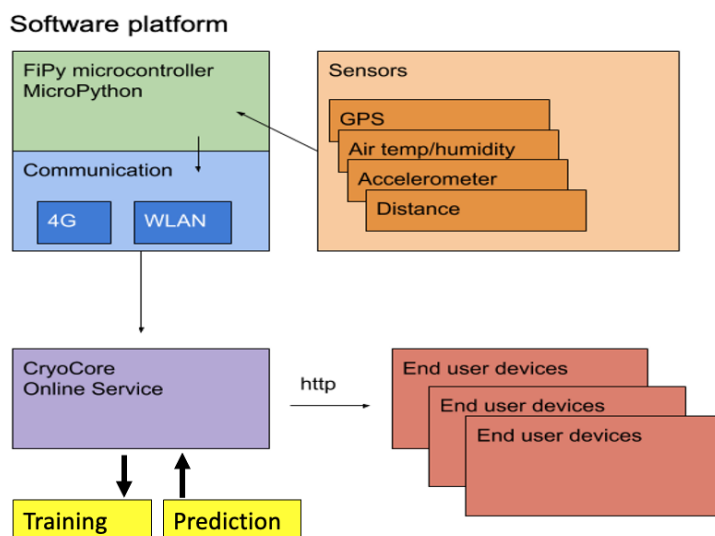 Software platform
FiPy microcontroller
MicroPython
Communication
4G
WLAN
Sensors
GPS
Air temp/humidity
Accelerometer
Distance
CryoCore
Online Service
http
End user devices
End user devices
End user devices
Training
Prediction